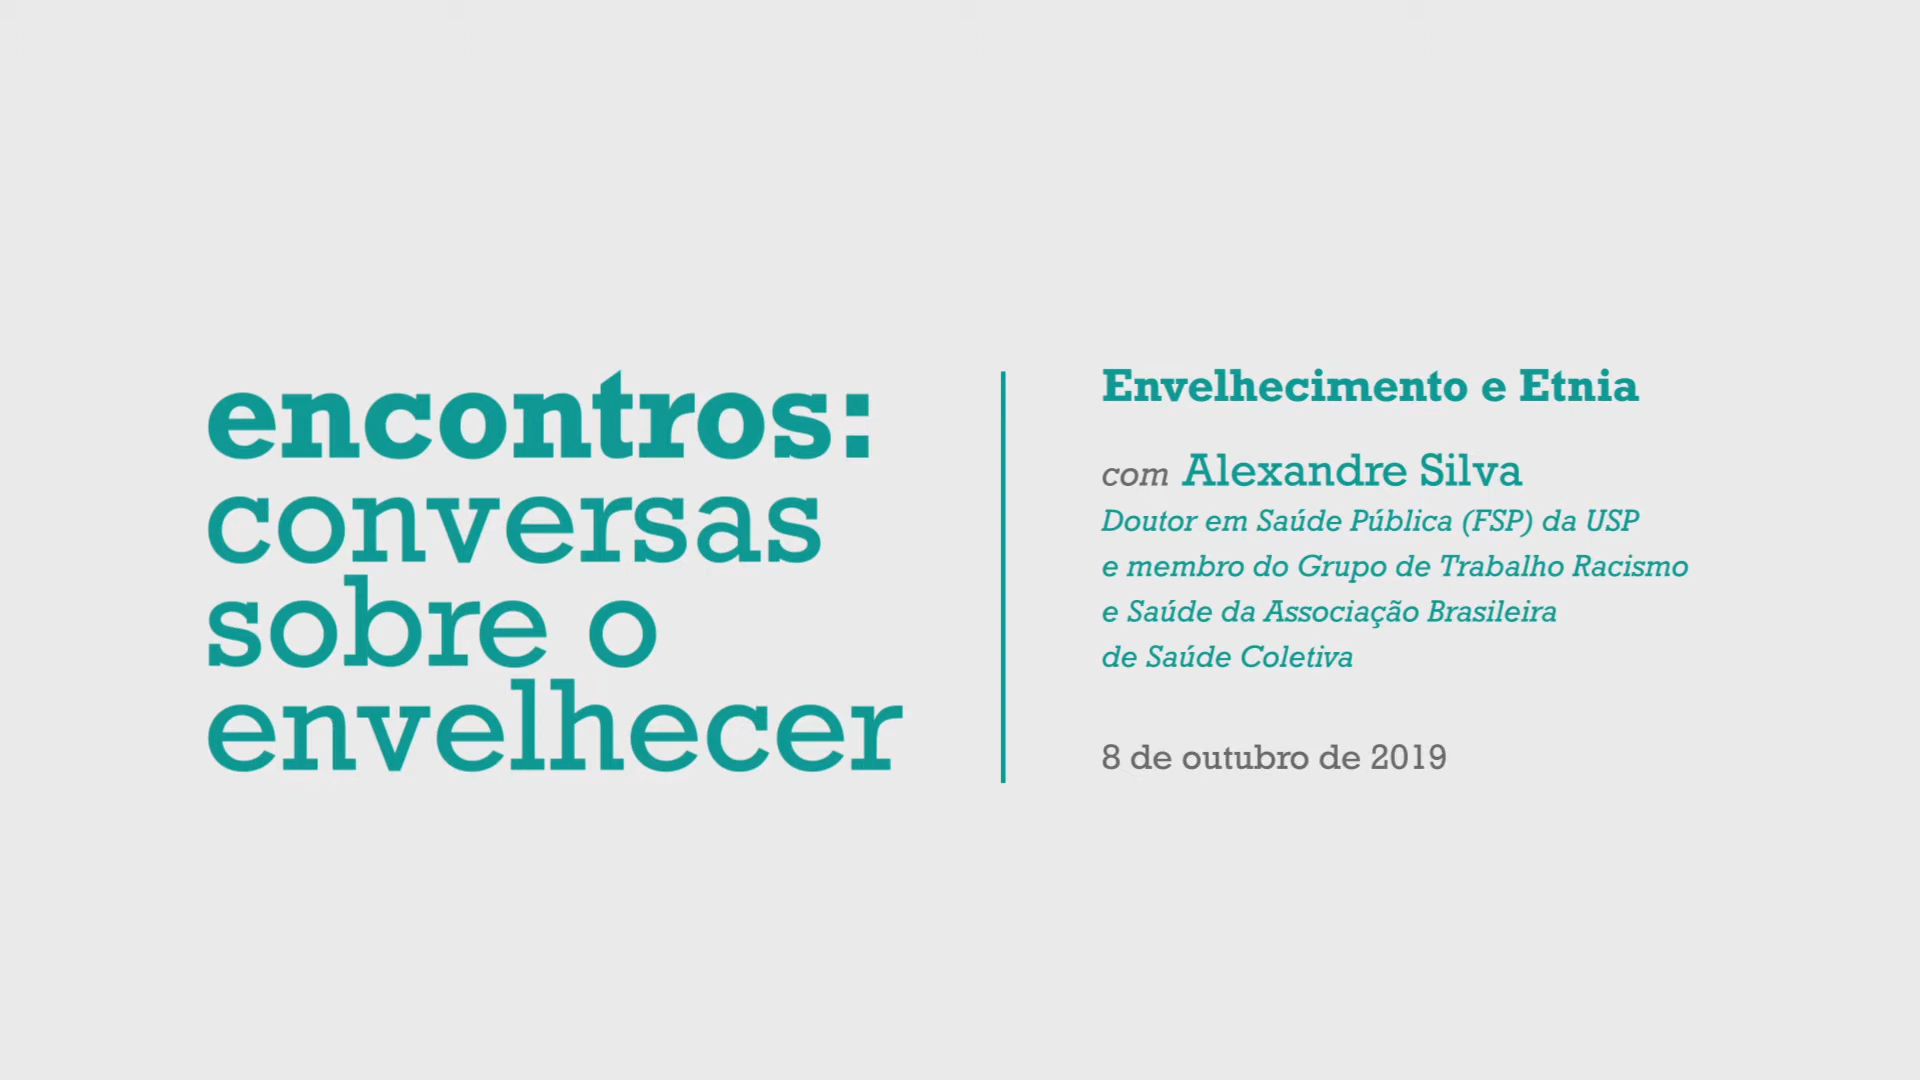 encontros:
conversas
sobre o
envelhecer
Envelhecimento e Etnia
com Alexandre Silva
Doutor em Saúde Pública (FSP) da USP
e membro do Grupo de Trabalho Racismo
e Saúde da Associação Brasileira
de Saúde Coletiva
8 de outubro de 2019